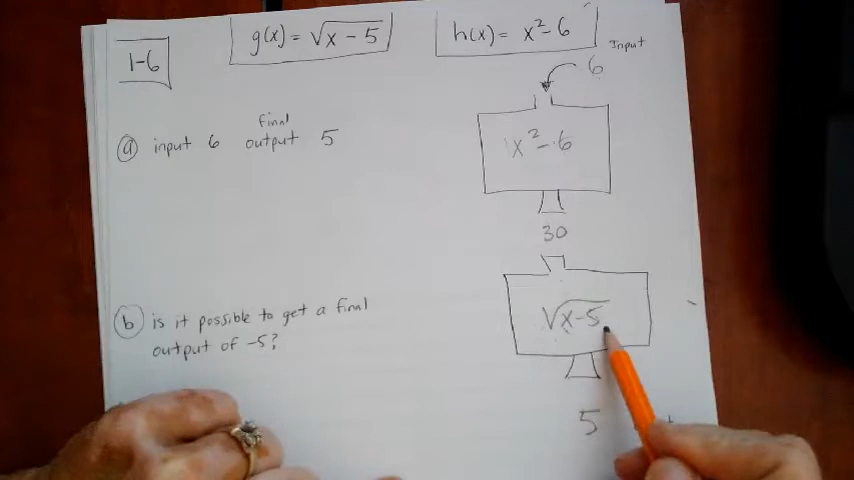 1-6
g(x) = √x - 5
h(x) = x² - 6
Input
6
ⓐ input 6 final output 5
x² - 6
30
√x-5
5
ⓑ is it possible to get a final
output of -5?